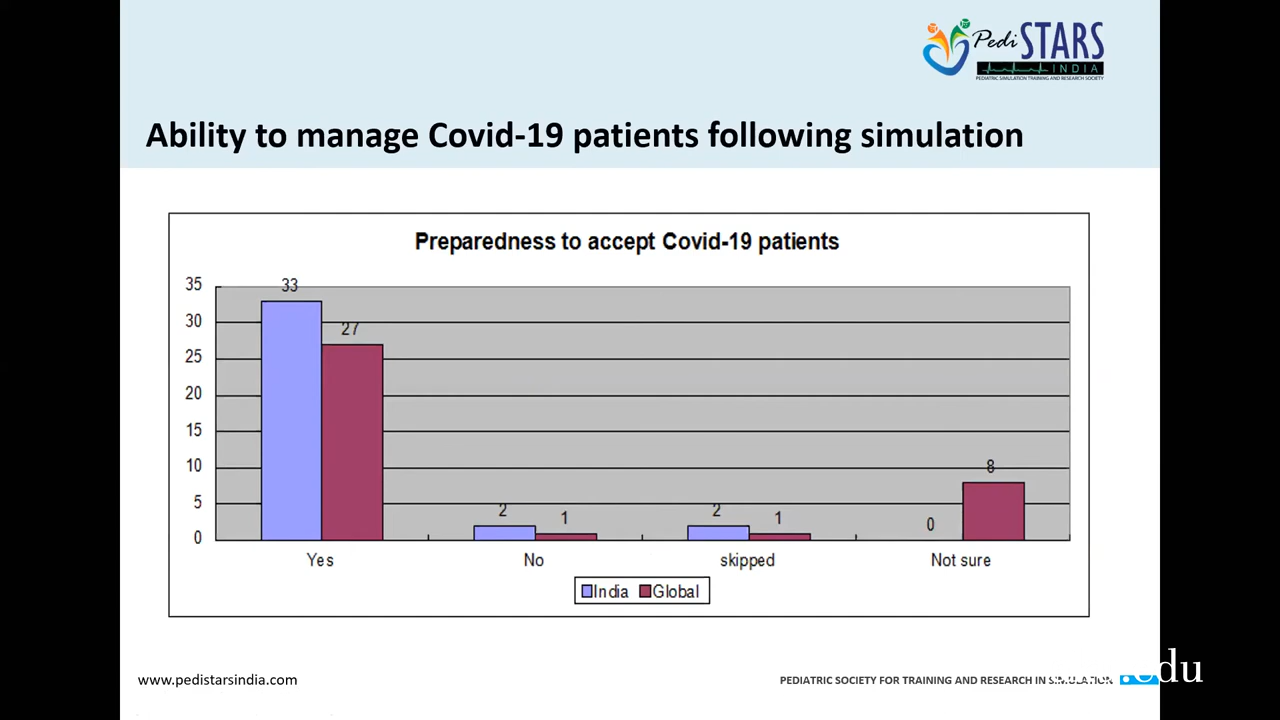 Pedi STARS
INDIA
PEDIATRIC SIMULATION TRAINING AND RESEARCH SOCIETY
Ability to manage Covid-19 patients following simulation
Preparedness to accept Covid-19 patients
35
30
25
20
15
10
5
0
33
27
2
1
2
1
0
8
Yes
No
skipped
Not sure
India
Global
www.pedistarsindia.com
PEDIATRIC SOCIETY FOR TRAINING AND RESEARCH IN SIMULATION